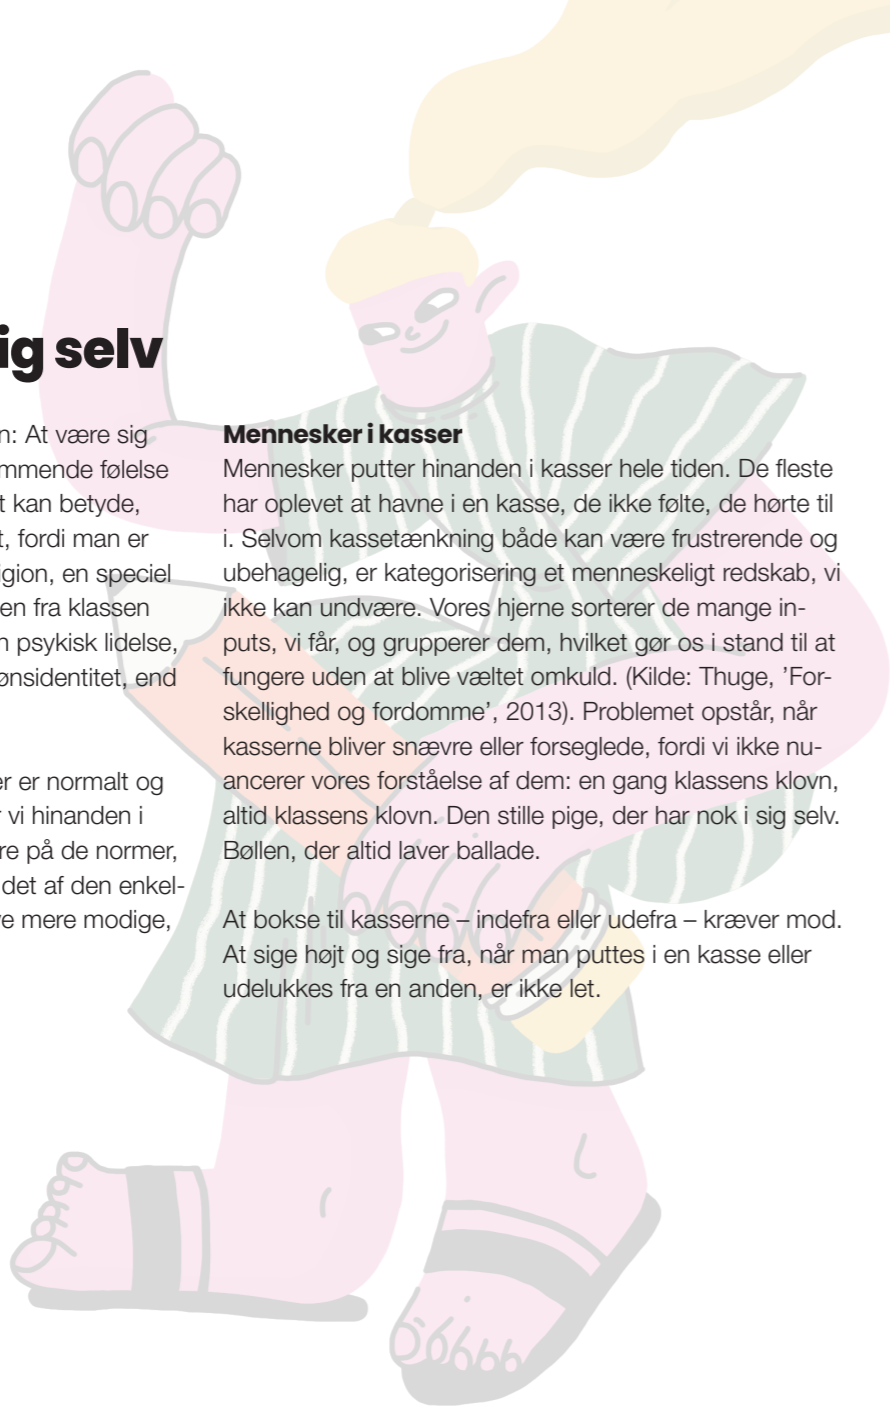 ig selv
n: At være sig
mmende følelse
t kan betyde,
t, fordi man er
igion, en speciel
en fra klassen
n psykisk lidelse,
ønsidentitet, end
er er normalt og
r vi hinanden i
re på de normer,
det af den enkel-
ve mere modige,
Mennesker i kasser
Mennesker putter hinanden i kasser hele tiden. De fleste
har oplevet at havne i en kasse, de ikke følte, de hørte til
i. Selvom kassetænkning både kan være frustrerende og
ubehagelig, er kategorisering et menneskeligt redskab, vi
ikke kan undvære. Vores hjerne sorterer de mange in-
puts, vi får, og grupperer dem, hvilket gør os i stand til at
fungere uden at blive væltet omkuld. (Kilde: Thuge, ’For-
skellighed og fordomme’, 2013). Problemet opstår, når
kasserne bliver snævre eller forseglede, fordi vi ikke nu-
ancerer vores forståelse af dem: en gang klassens klovn,
altid klassens klovn. Den stille pige, der har nok i sig selv.
Bøllen, der altid laver ballade.
At bokse til kasserne – indefra eller udefra – kræver mod.
At sige højt og sige fra, når man puttes i en kasse eller
udelukkes fra en anden, er ikke let.